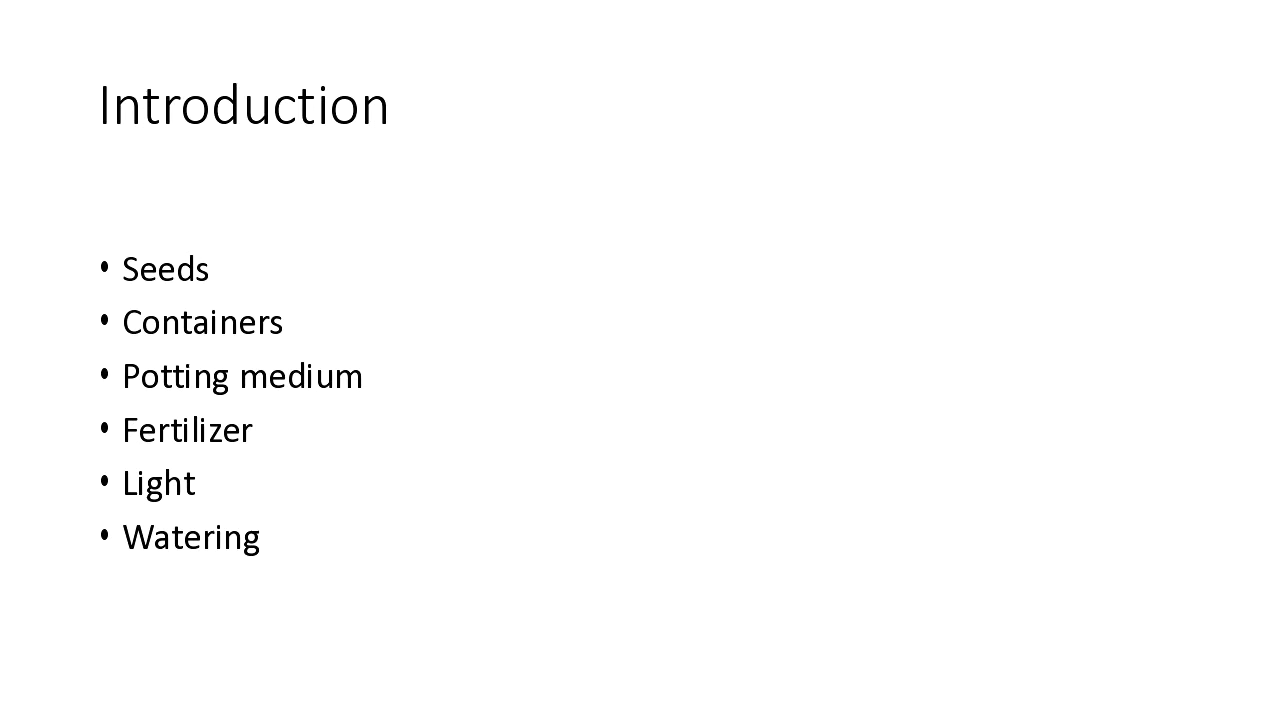 Introduction
• Seeds
• Containers
• Potting medium
• Fertilizer
• Light
• Watering